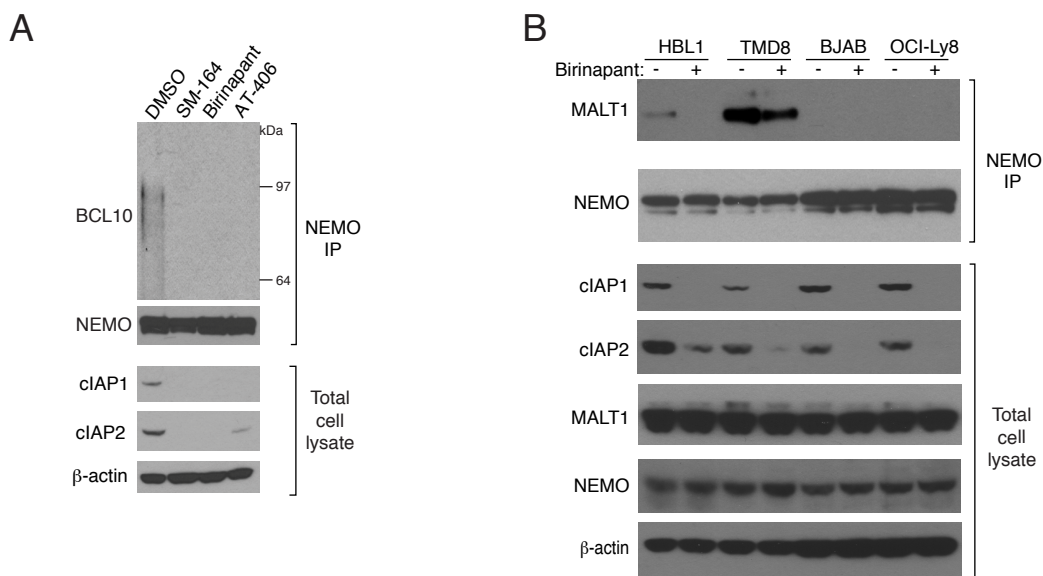 A
DMSO
SM-164
Birinapant
AT-406
kDa
97
BCL10
64
NEMO
IP
NEMO
cIAP1
cIAP2
β-actin
Total
cell
lysate
B
HBL1 TMD8 BJAB OCI-Ly8
Birinapant: - + - + - + - +
MALT1
NEMO
NEMO
IP
cIAP1
cIAP2
MALT1
NEMO
β-actin
Total
cell
lysate